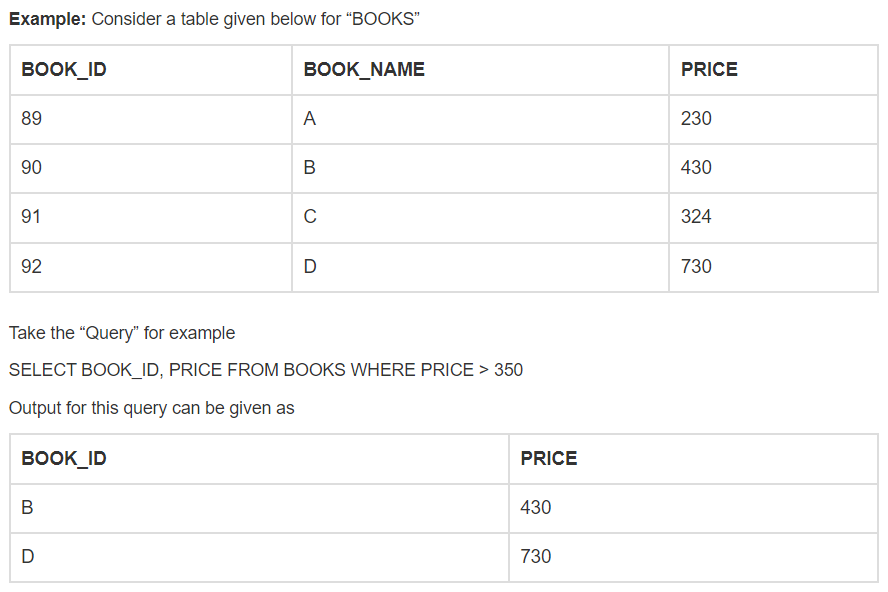 Example: Consider a table given below for “BOOKS”
BOOK_ID BOOK_NAME PRICE
89 A 230
90 B 430
91 C 324
92 D 730
Take the “Query” for example
SELECT BOOK_ID, PRICE FROM BOOKS WHERE PRICE > 350
Output for this query can be given as
BOOK_ID PRICE
B 430
D 730